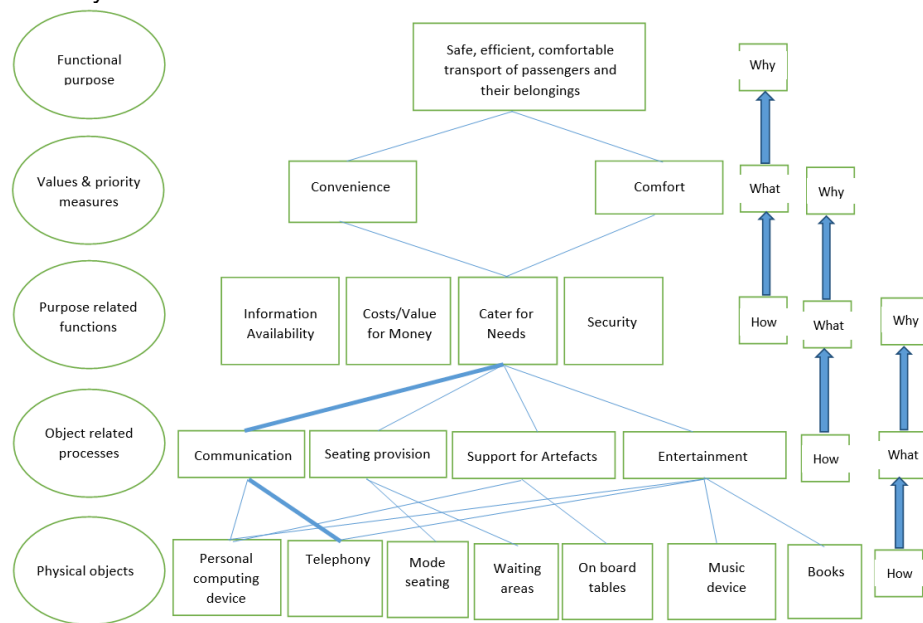 Functional
purpose
Safe, efficient, comfortable
transport of passengers and
their belongings
Why
Values & priority
measures
Convenience
Comfort
What
Why
Purpose related
functions
Information
Availability
Costs/Value
for Money
Cater for
Needs
Security
How
What
Why
Object related
processes
Communication
Seating provision
Support for Artefacts
Entertainment
How
What
Physical objects
Personal
computing
device
Telephony
Mode
seating
Waiting
areas
On board
tables
Music
device
Books
How